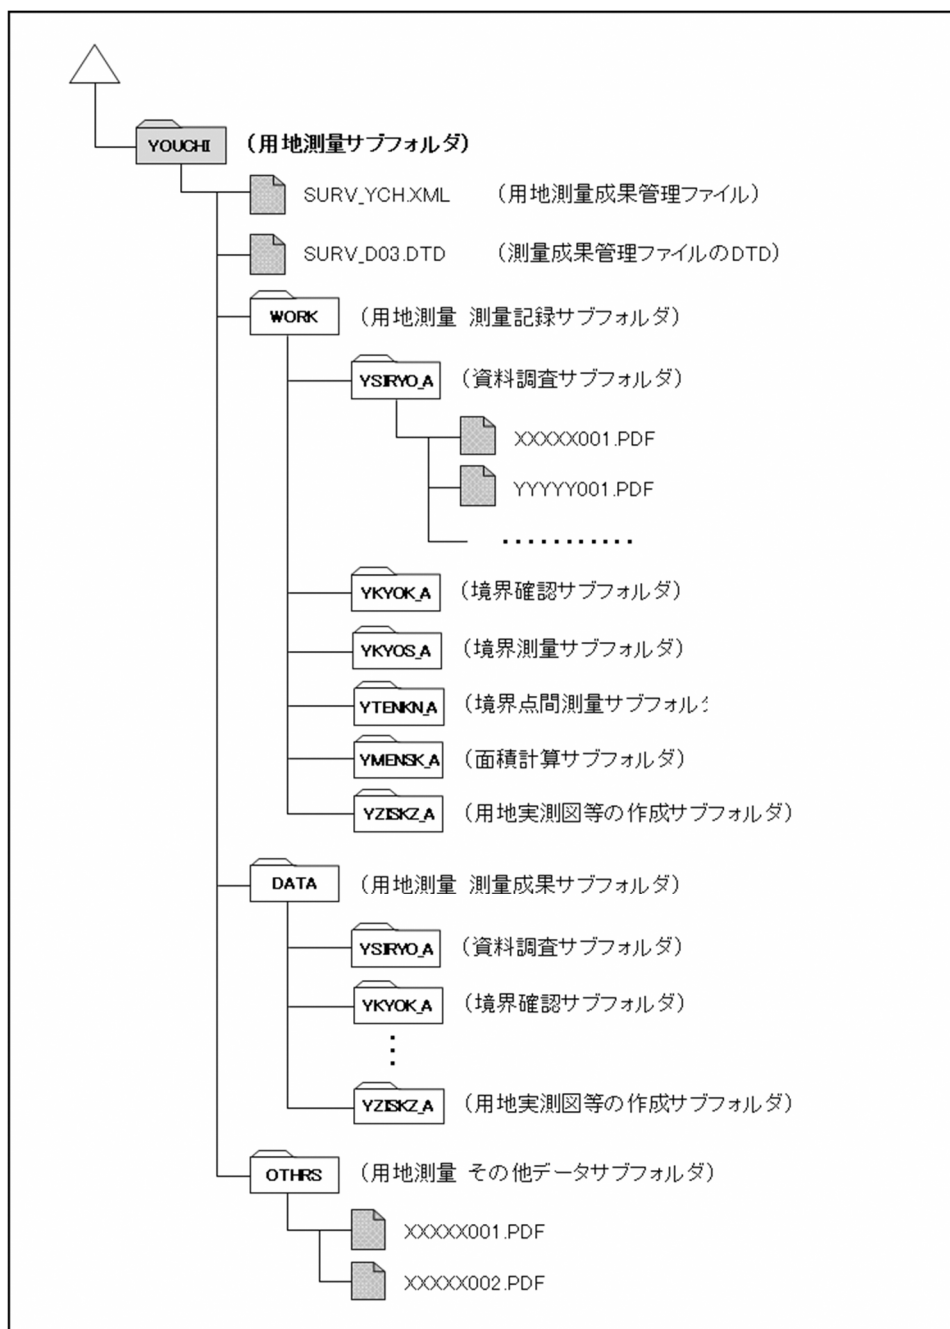 YOUCHI (用地測量サブフォルダ)
SURV_YCH.XML (用地測量成果管理ファイル)
SURV_D03.DTD (測量成果管理ファイルのDTD)
WORK (用地測量 測量記録サブフォルダ)
YSIRYO_A (資料調査サブフォルダ)
XXXXX001.PDF
YYYYY001.PDF
・・・・・・・・・・・
YKYOK_A (境界確認サブフォルダ)
YKYOS_A (境界測量サブフォルダ)
YTENKN_A (境界点間測量サブフォル
YMENSK_A (面積計算サブフォルダ)
YZISKZ_A (用地実測図等の作成サブフォルダ)
DATA (用地測量 測量成果サブフォルダ)
YSIRYO_A (資料調査サブフォルダ)
YKYOK_A (境界確認サブフォルダ)
YZISKZ_A (用地実測図等の作成サブフォルダ)
OTHRS (用地測量 その他データサブフォルダ)
XXXXX001.PDF
XXXXX002.PDF